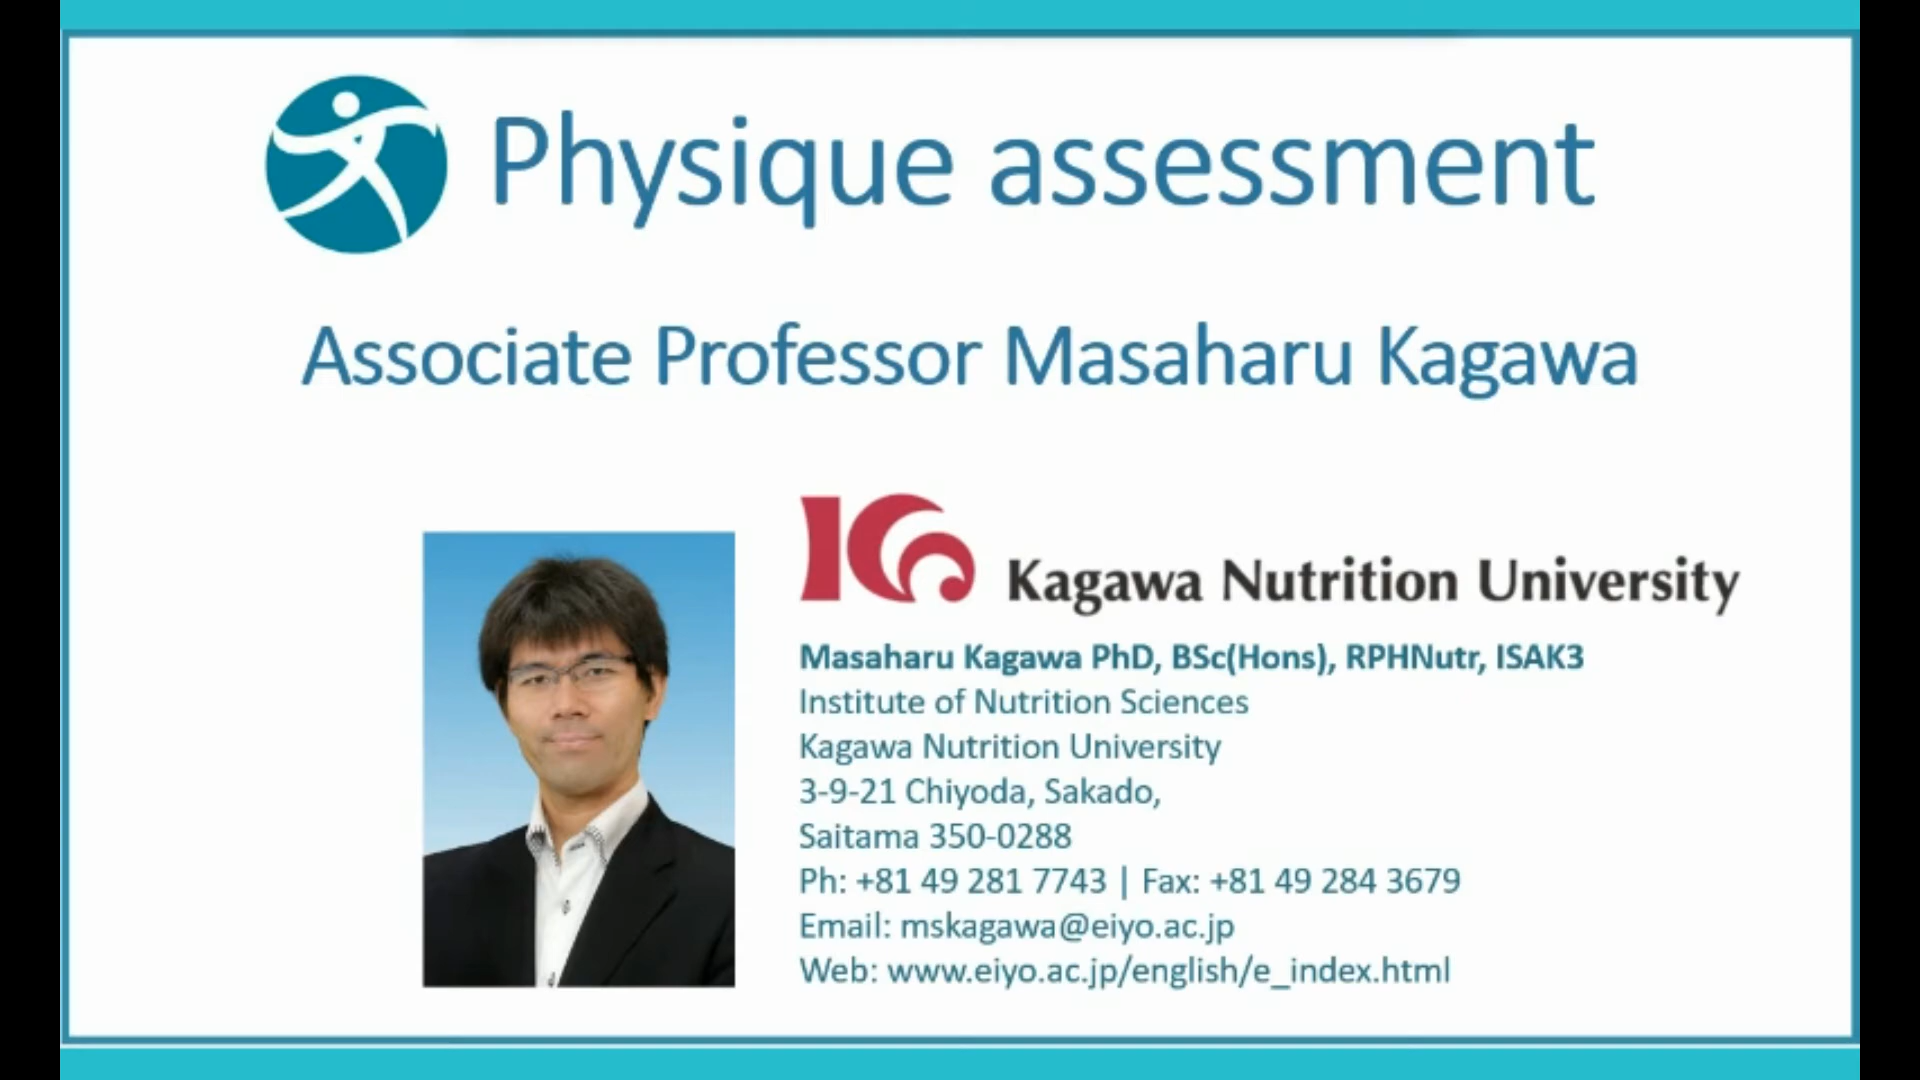 Physique assessment
Associate Professor Masaharu Kagawa
Kagawa Nutrition University
Masaharu Kagawa PhD, BSc(Hons), RPHNutr, ISAK3
Institute of Nutrition Sciences
Kagawa Nutrition University
3-9-21 Chiyoda, Sakado,
Saitama 350-0288
Ph: +81 49 281 7743 | Fax: +81 49 284 3679
Email: mskagawa@eiyo.ac.jp
Web: www.eiyo.ac.jp/english/e_index.html